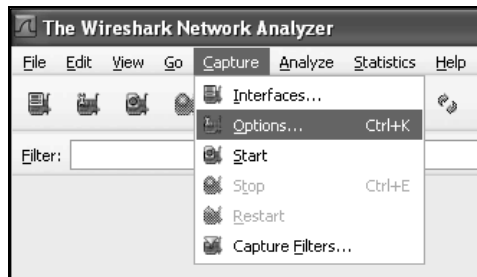 The Wireshark Network Analyzer
File Edit View Go Capture Analyze Statistics Help
Interfaces...
Options... Ctrl+K
Start
Stop Ctrl+E
Restart
Capture Filters...
Filter: